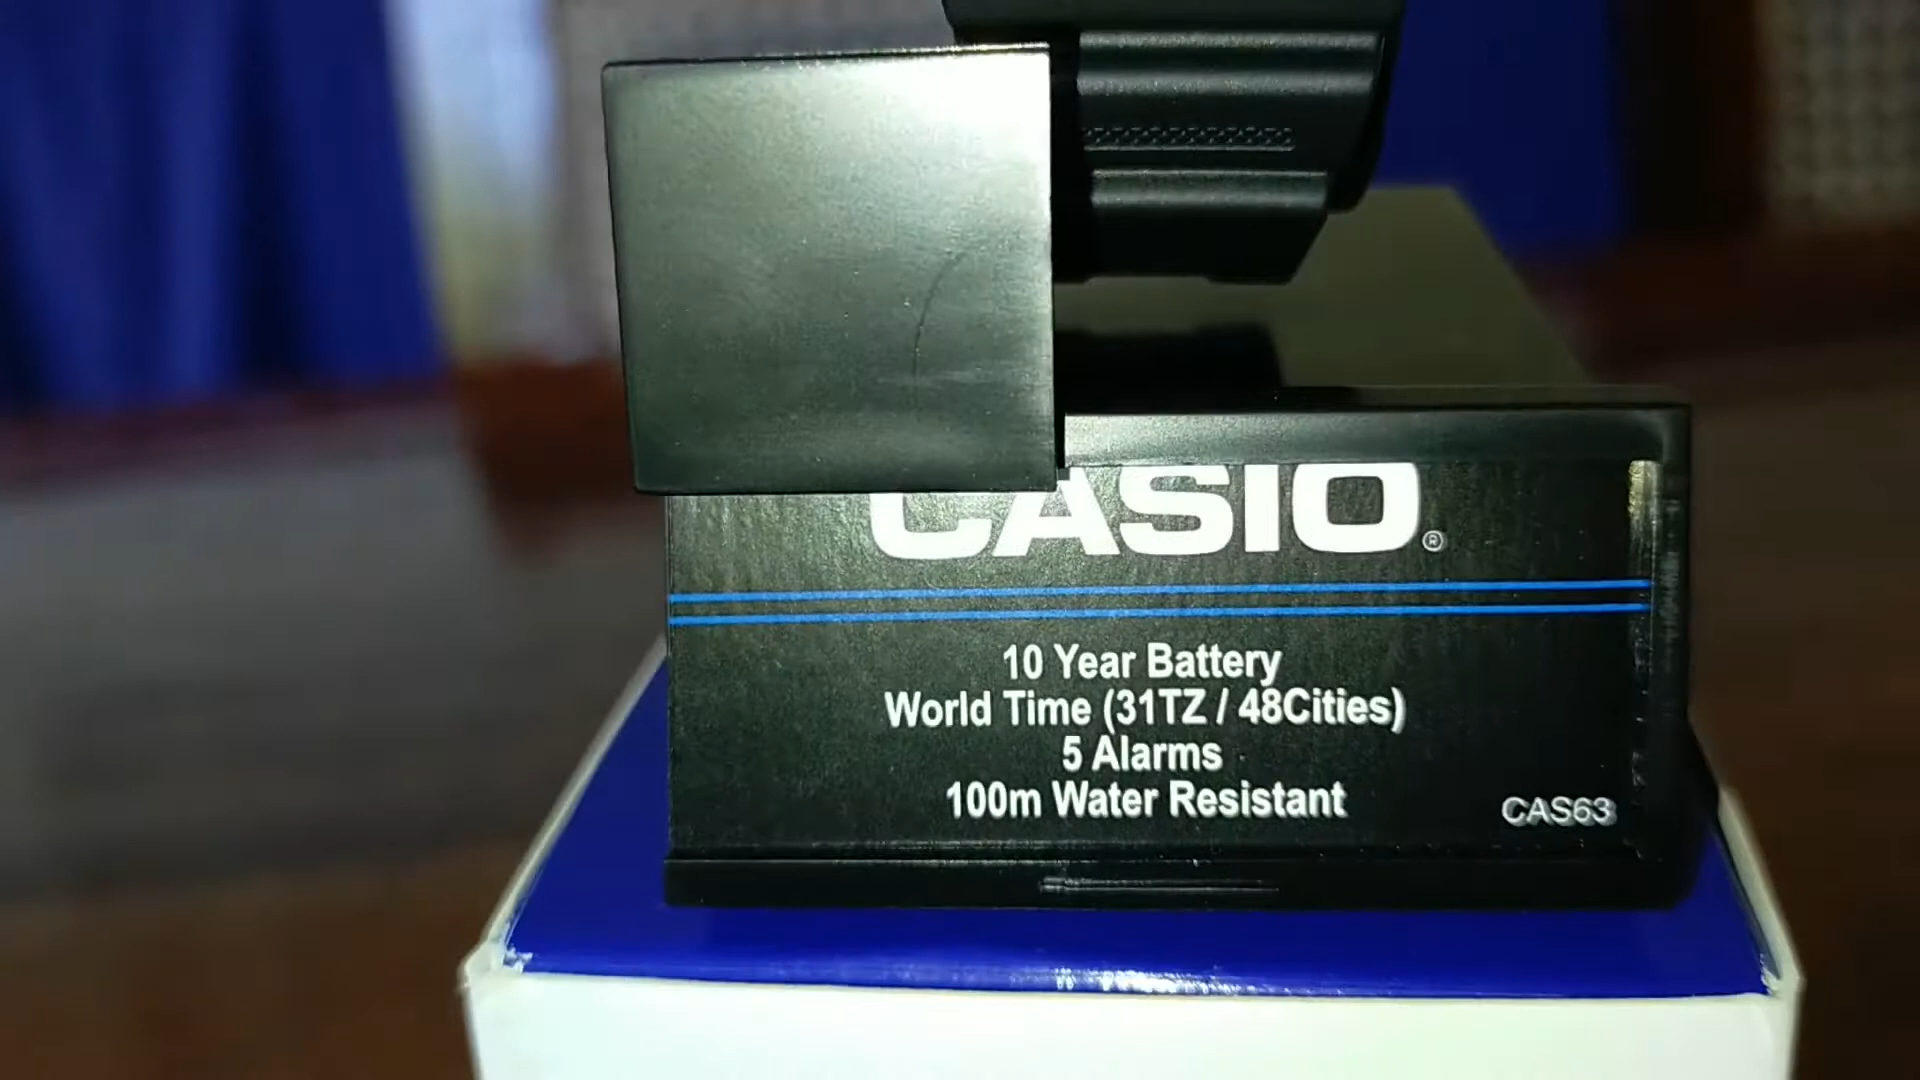 CASIO®
10 Year Battery
World Time (31TZ / 48Cities)
5 Alarms
100m Water Resistant
CAS63